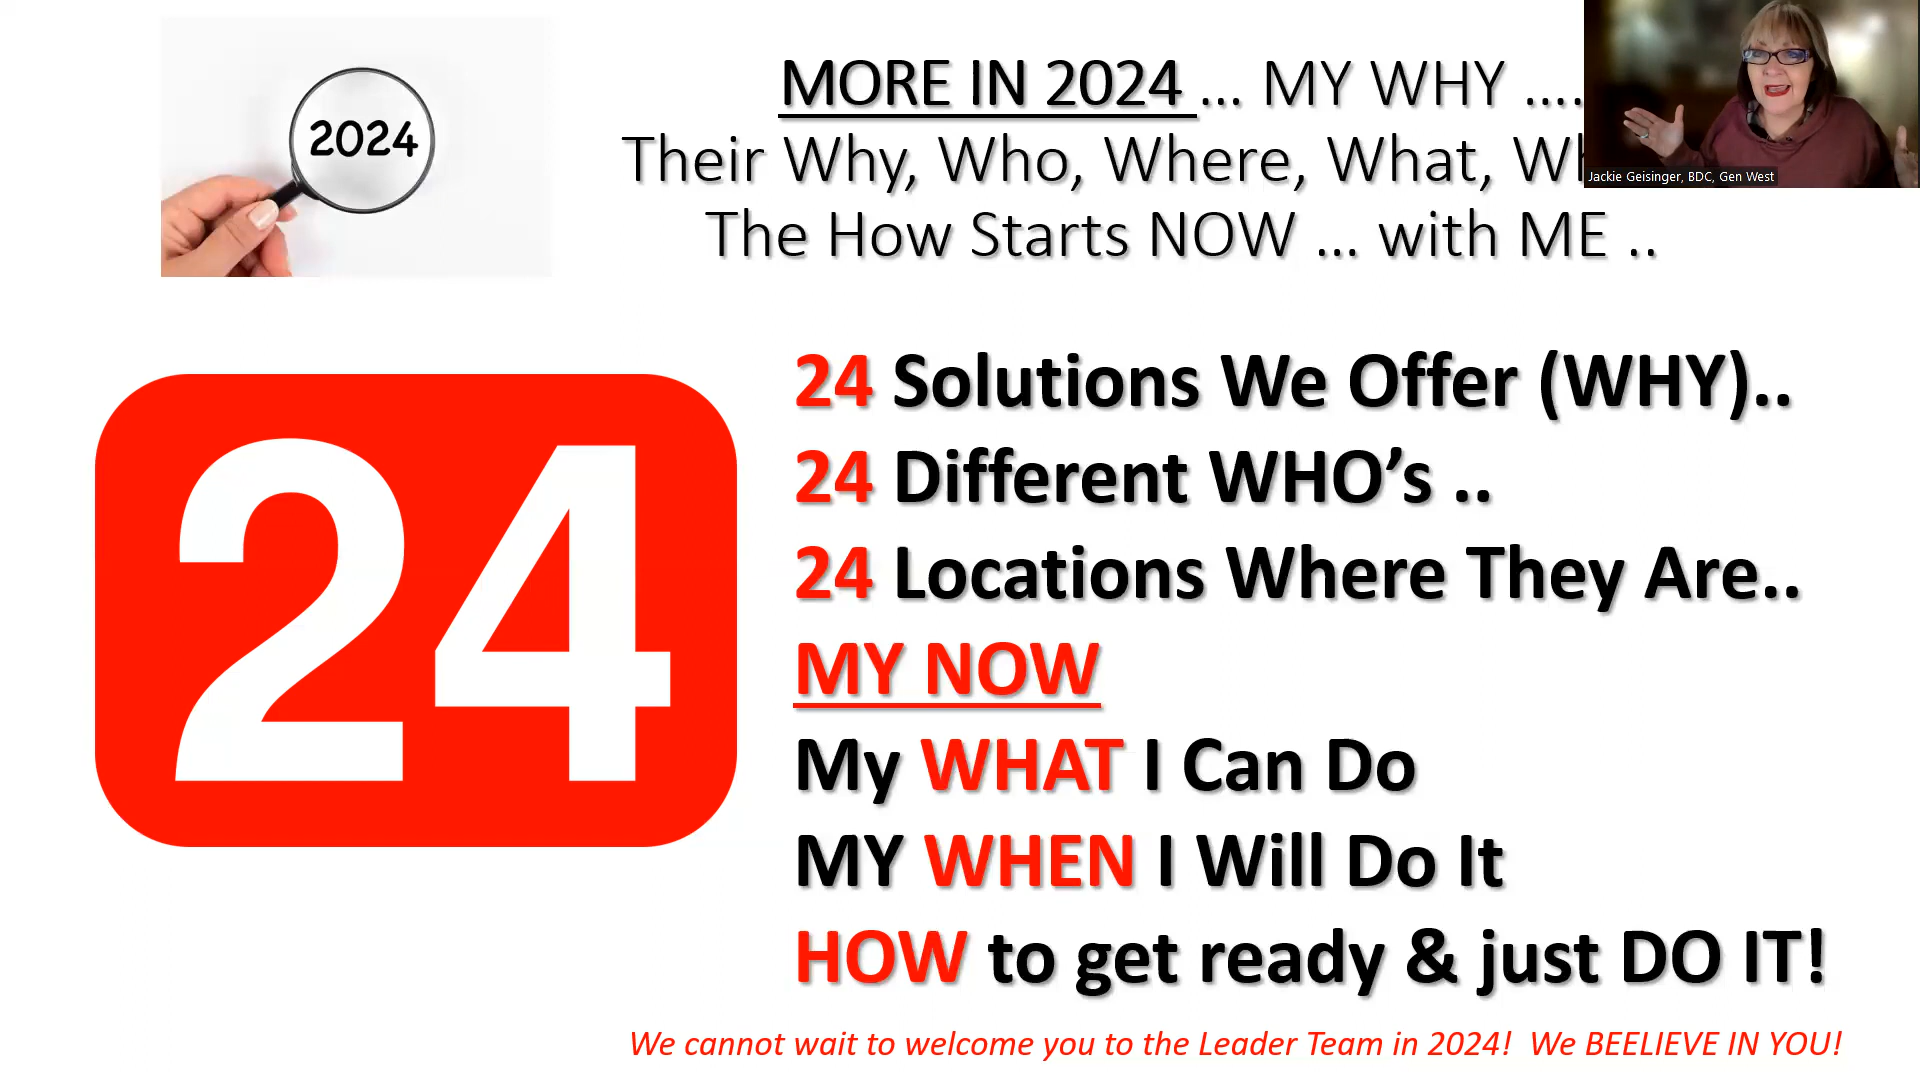 2024
MORE IN 2024 ... MY WHY ....
Their Why, Who, Where, What,
The How Starts NOW ... with ME ..
Jackie Geisinger, BDC, Gen West
24
24 Solutions We Offer (WHY)..
24 Different WHO’s ..
24 Locations Where They Are..
MY NOW
My WHAT I Can Do
MY WHEN I Will Do It
HOW to get ready & just DO IT!
We cannot wait to welcome you to the Leader Team in 2024! We BEELIEVE IN YOU!